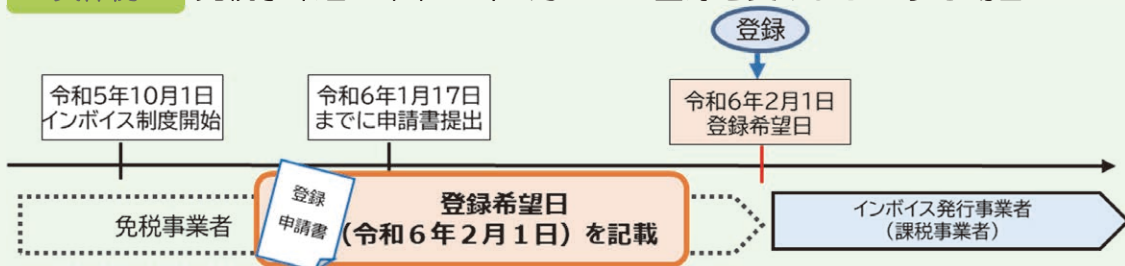 登録
令和5年10月1日
インボイス制度開始
令和6年1月17日
までに申請書提出
令和6年2月1日
登録希望日
免税事業者
登録
申請書
登録希望日
(令和6年2月1日)を記載
インボイス発行事業者
(課税事業者)